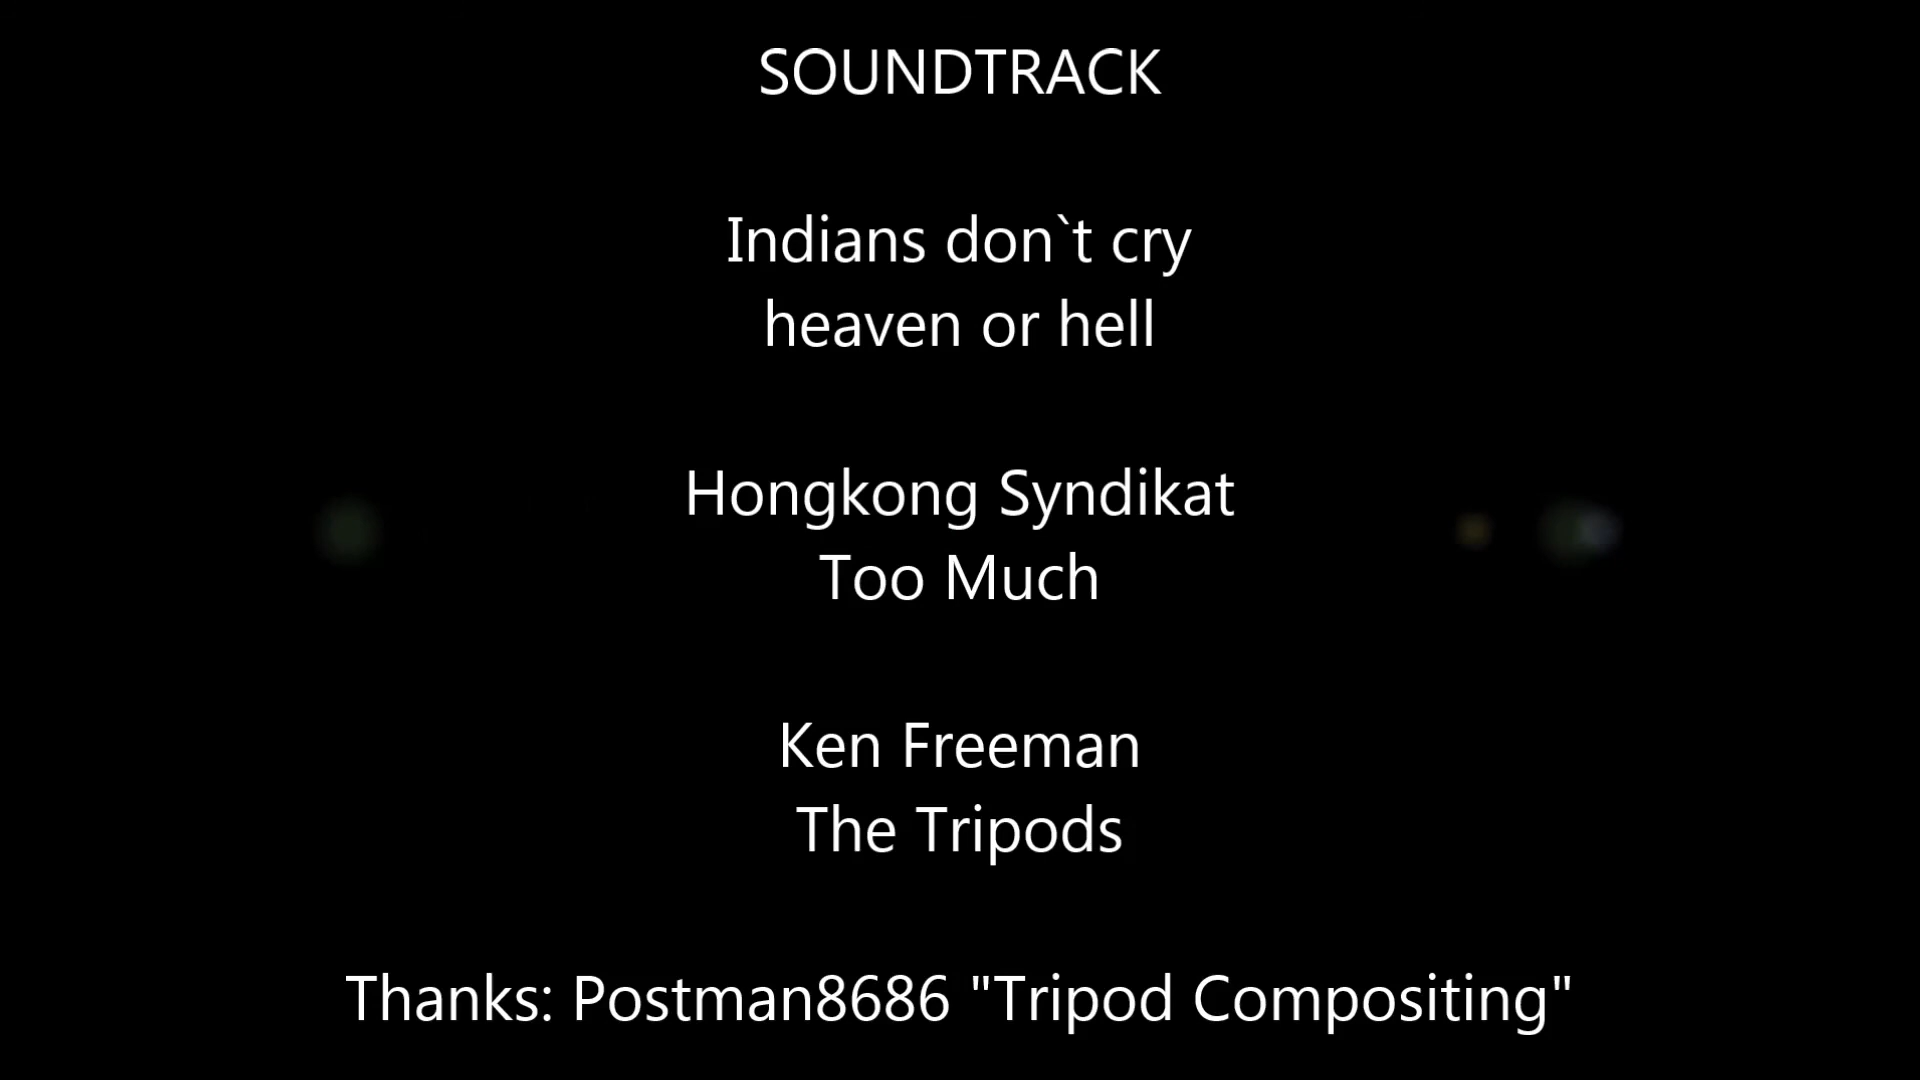 SOUNDTRACK
Indians don`t cry
heaven or hell
Hongkong Syndikat
Too Much
Ken Freeman
The Tripods
Thanks: Postman8686 "Tripod Compositing"